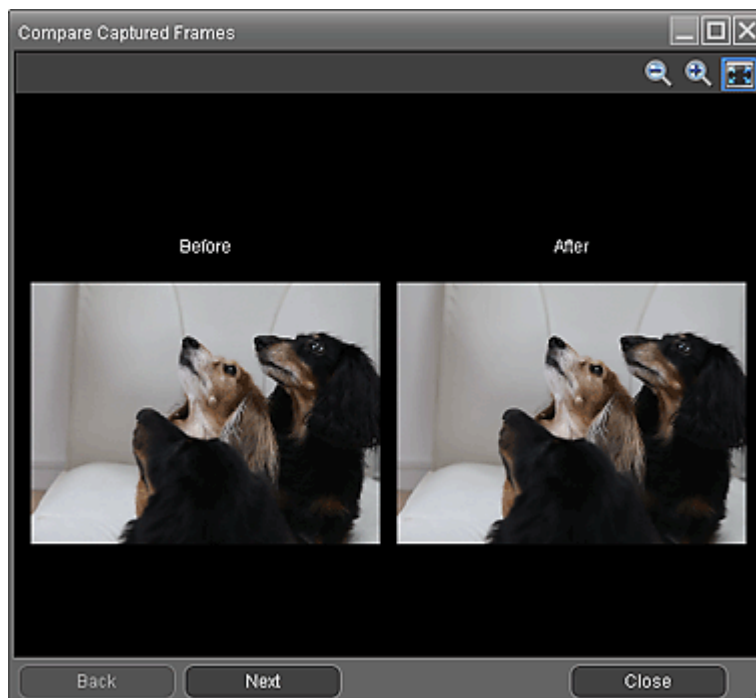 Compare Captured Frames
Before
After
Back
Next
Close